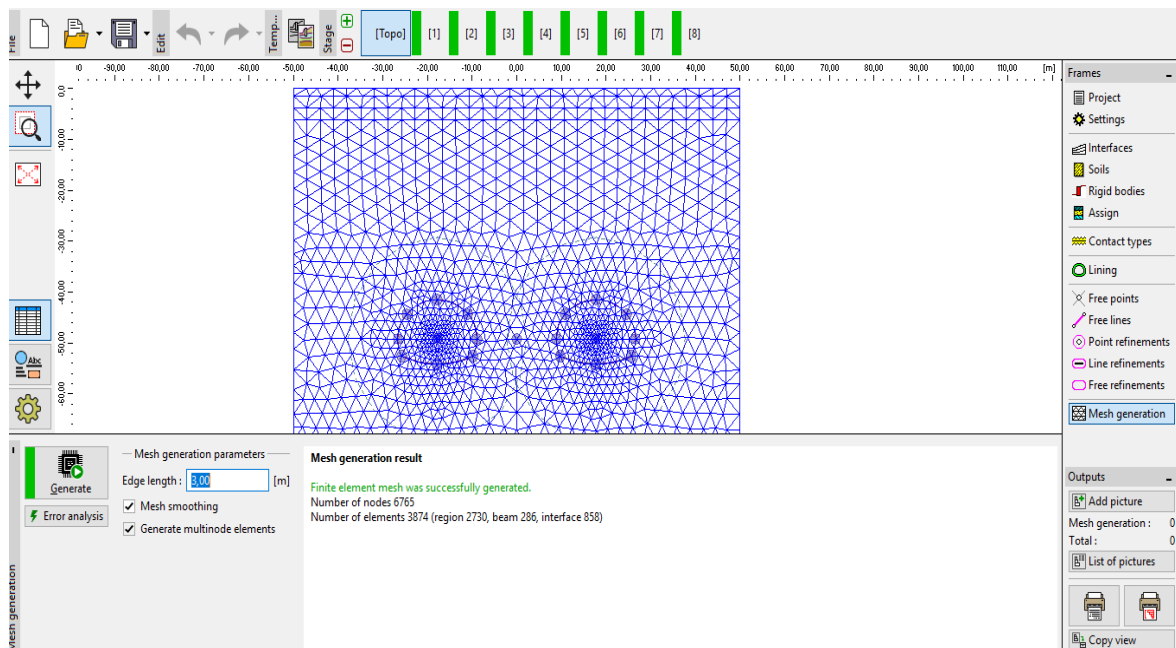 File
Edit
Temp...
Stage
[Topo] [1] [2] [3] [4] [5] [6] [7] [8]
-90,00 -80,00 -70,00 -60,00 -50,00 -40,00 -30,00 -20,00 -10,00 0,00 10,00 20,00 30,00 40,00 50,00 60,00 70,00 80,00 90,00 100,00 110,00 [m]
0,0
-10,00
-20,00
-30,00
-40,00
-50,00
-60,00
Abc
Frames
Project
Settings
Interfaces
Soils
Rigid bodies
Assign
Contact types
Lining
Free points
Free lines
Point refinements
Line refinements
Free refinements
Mesh generation
Mesh generation
Generate
Error analysis
Mesh generation parameters
Edge length : 3,00 [m]
Mesh smoothing
Generate multinode elements
Mesh generation result
Finite element mesh was successfully generated.
Number of nodes 6765
Number of elements 3874 (region 2730, beam 286, interface 858)
Outputs
Add picture
Mesh generation : 0
Total : 0
List of pictures
Copy view